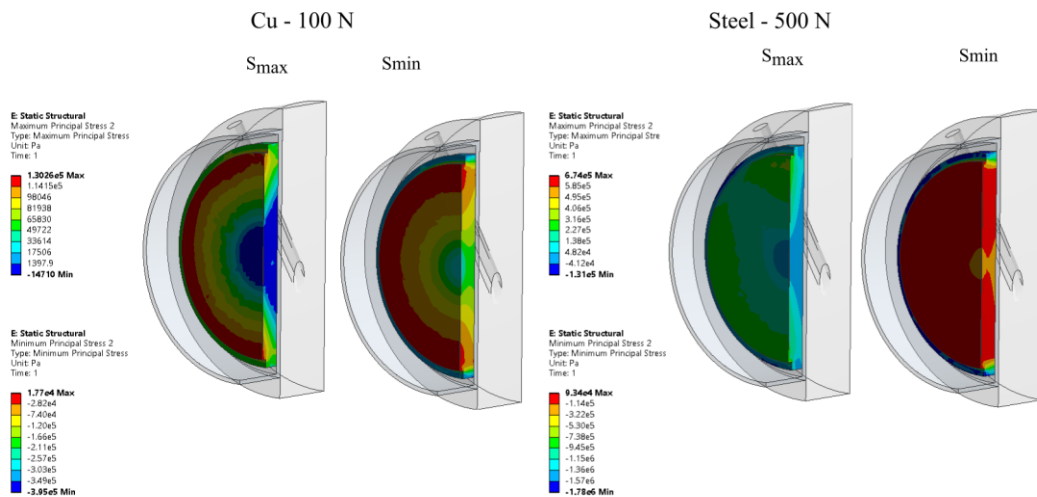 Cu - 100 N
Steel - 500 N
Smax
Smin
Smax
Smin
E: Static Structural
Maximum Principal Stress 2
Type: Maximum Principal Stress
Unit: Pa
Time: 1
1.3026e5 Max
1.1415e5
98046
81938
65830
49722
33614
17506
1397.9
-14710 Min
E: Static Structural
Minimum Principal Stress 2
Type: Minimum Principal Stress
Unit: Pa
Time: 1
1.77e4 Max
-2.82e4
-7.40e4
-1.20e5
-1.66e5
-2.11e5
-2.57e5
-3.03e5
-3.49e5
-3.95e5 Min
E: Static Structural
Maximum Principal Stress 2
Type: Maximum Principal Stre
Unit: Pa
Time: 1
6.74e5 Max
5.85e5
4.95e5
4.06e5
3.16e5
2.27e5
1.38e5
4.82e4
-4.12e4
-1.31e5 Min
E: Static Structural
Minimum Principal Stress 2
Type: Minimum Principal Stress
Unit: Pa
Time: 1
9.34e4 Max
-1.14e5
-3.22e5
-5.30e5
-7.38e5
-9.45e5
-1.15e6
-1.36e6
-1.57e6
-1.78e6 Min